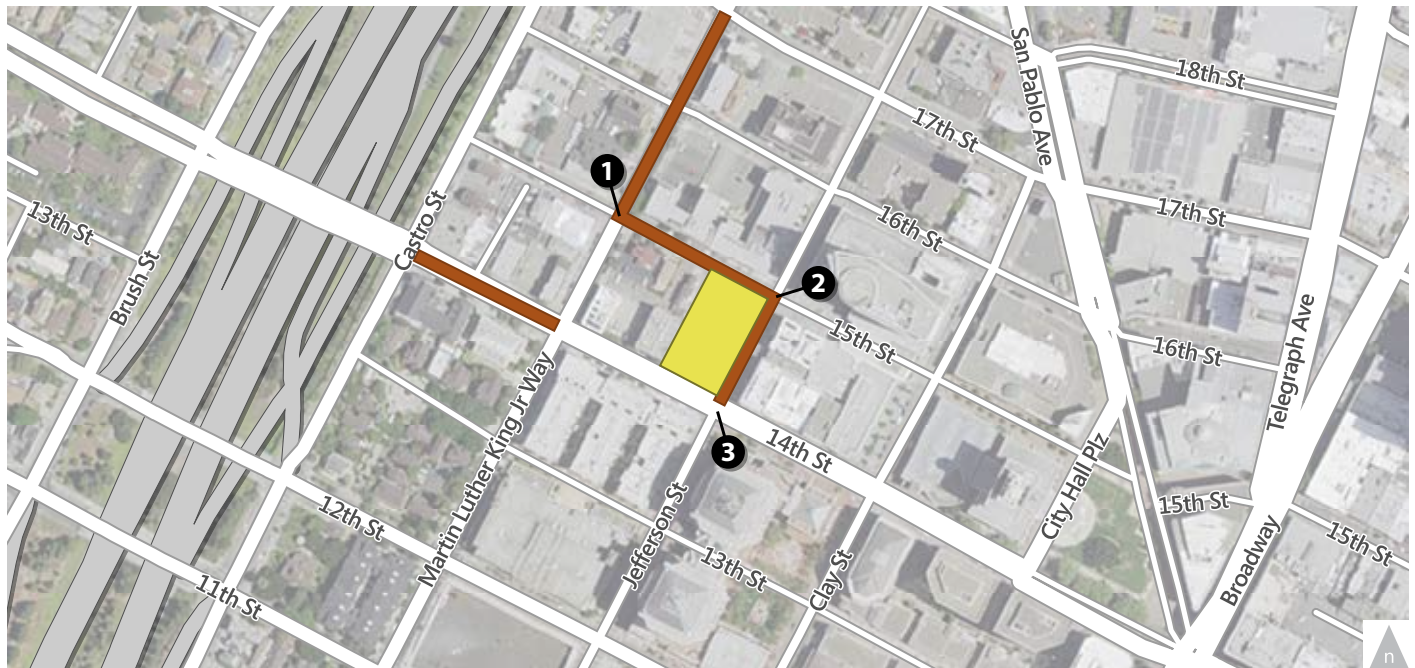 18th St
San Pablo Ave
17th St
1
17th St
13th St
Castro St
16th St
Brush St
2
15th St
16th St
Telegraph Ave
Martin Luther King Jr Way
14th St
3
City Hall Plz
15th St
12th St
Jefferson St
15th St
13th St
Clay St
Broadway
11th St
n